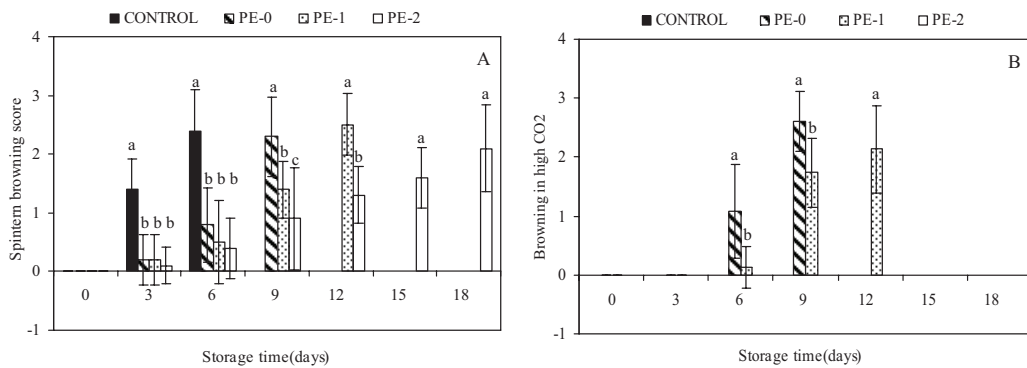 CONTROL PE-0 PE-1 PE-2
4
3
2
1
0
-1
Spintern browning score
A
a
b b b
a
b b b
a
b
c
a
b
a
a
0 3 6 9 12 15 18
Storage time(days)
CONTROL PE-0 PE-1 PE-2
4
3
2
1
0
-1
Browning in high CO2
B
a
b
a
b
a
0 3 6 9 12 15 18
Storage time(days)